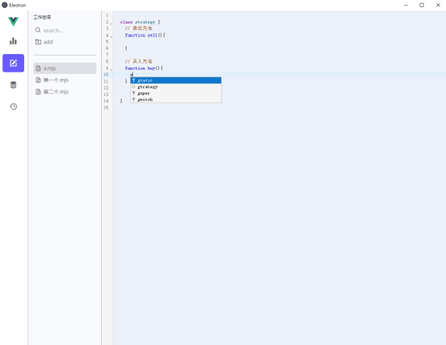 Electron
工作空间
search...
add
a.mjs
第一个.mjs
第二个.mjs
1
2
3
4
5
6
7
8
9
10
11
12
13
14
15
class strategy {
// 卖出方法
function sell(){
}
// 买入方法
function buy(){
s
static
strategy
super
switch
}
}